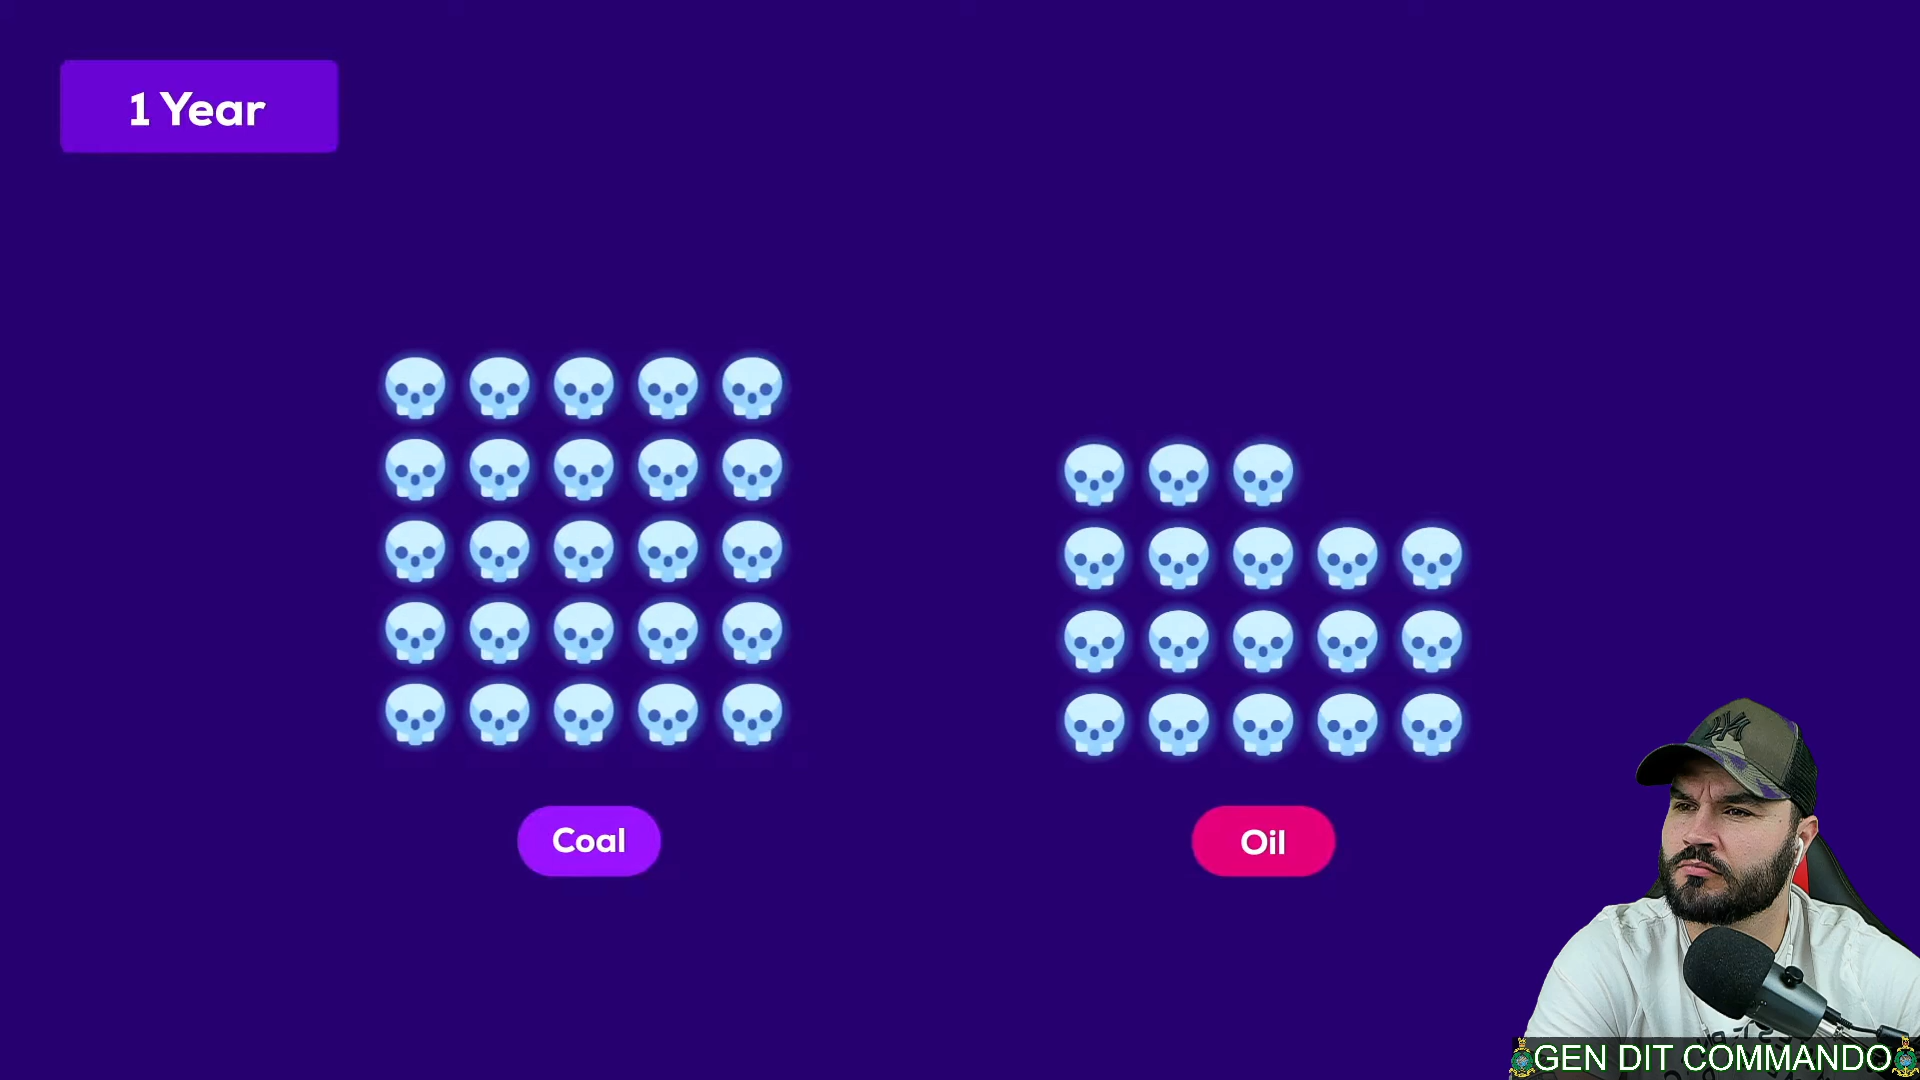 1 Year
Coal
Oil
GEN DIT COMMANDO